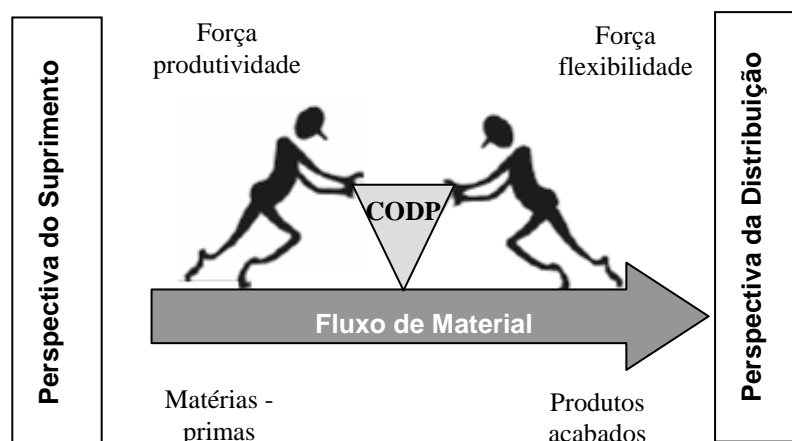 Perspectiva do Suprimento
Força
produtividade
Força
flexibilidade
CODP
Fluxo de Material
Matérias -
primas
Produtos
acabados
Perspectiva da Distribuição